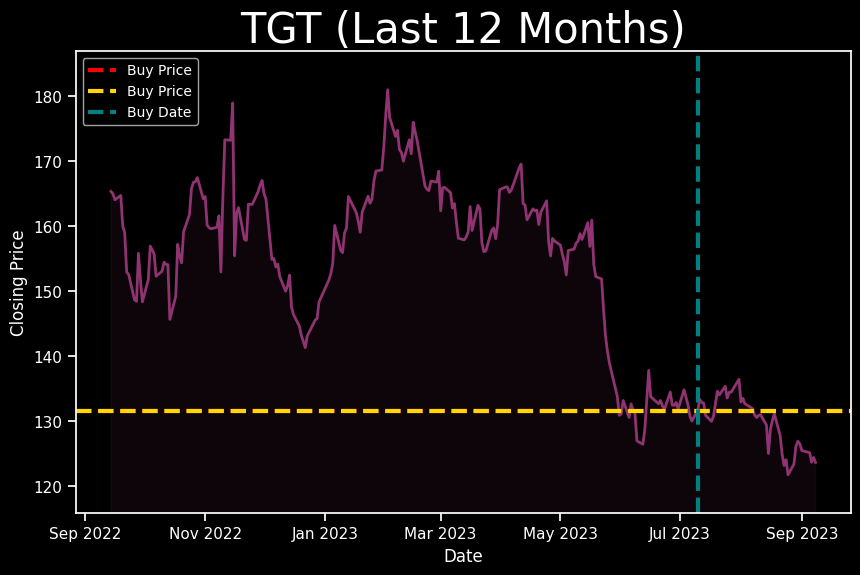 TGT (Last 12 Months)
Buy Price
Buy Price
Buy Date
180
170
160
150
140
130
120
Closing Price
Sep 2022 Nov 2022 Jan 2023 Mar 2023 May 2023 Jul 2023 Sep 2023
Date